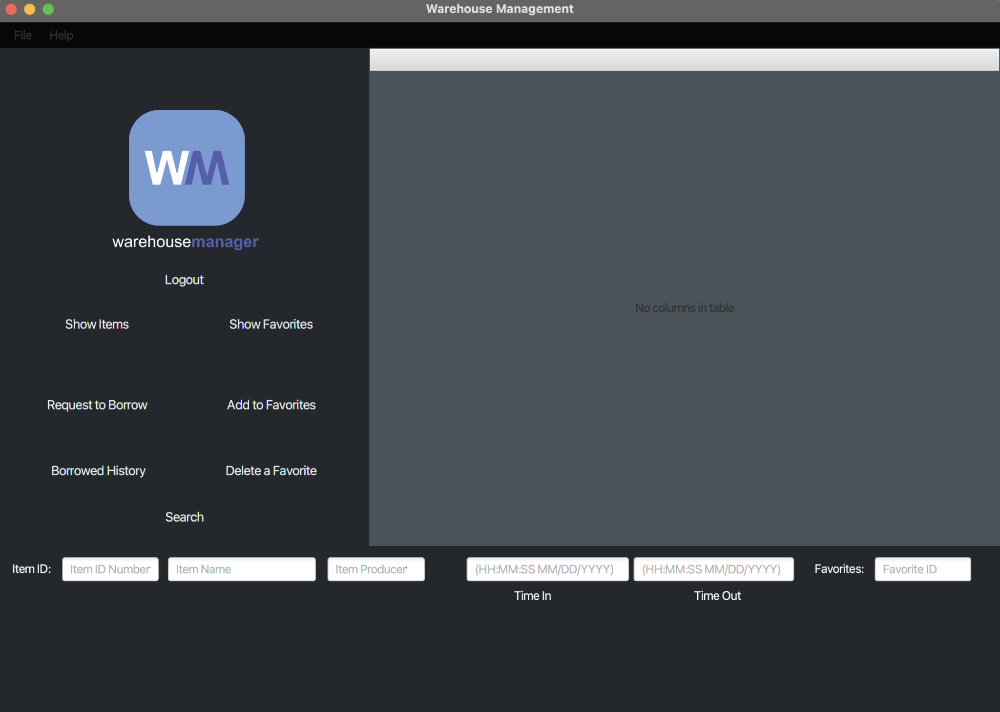 Warehouse Management
File Help
WM
warehousemanager
Logout
Show Items Show Favorites
No columns in table
Request to Borrow Add to Favorites
Borrowed History Delete a Favorite
Search
Item ID: Item ID Number Item Name Item Producer (HH:MM:SS MM/DD/YYYY) (HH:MM:SS MM/DD/YYYY) Favorites: Favorite ID
Time In Time Out